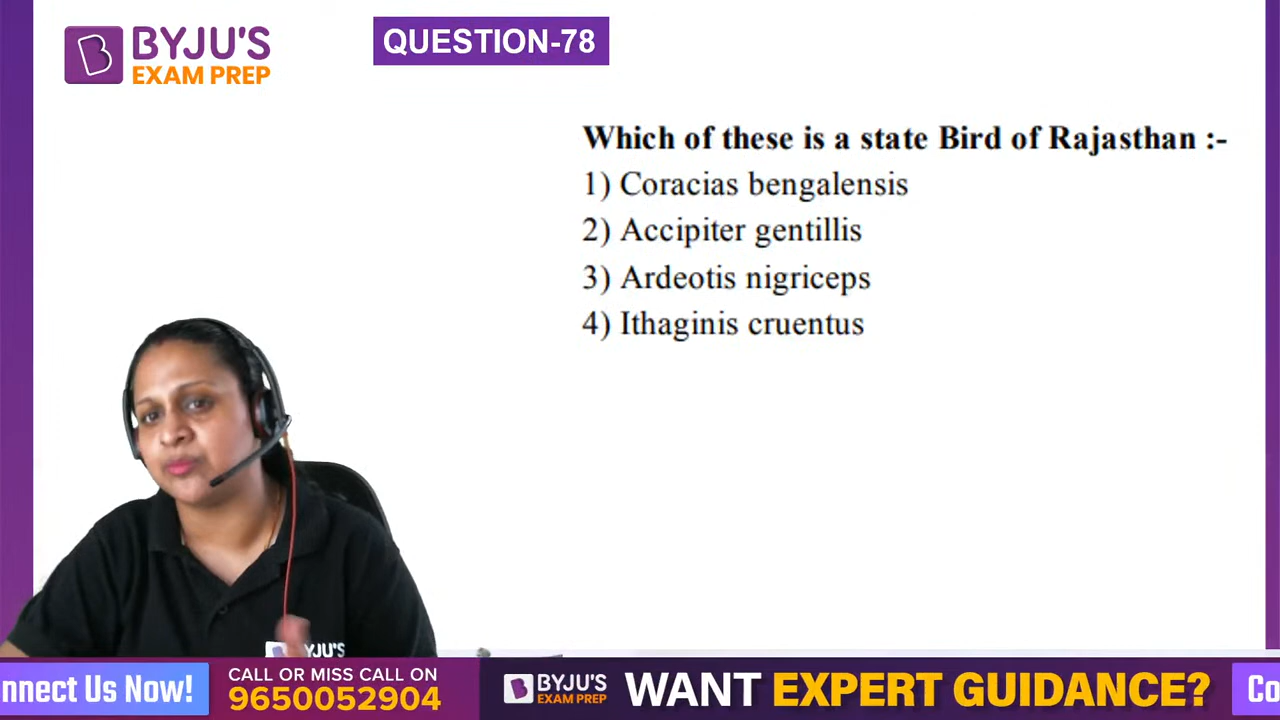 BYJU'S
EXAM PREP
QUESTION-78
Which of these is a state Bird of Rajasthan :-
1) Coracias bengalensis
2) Accipiter gentillis
3) Ardeotis nigriceps
4) Ithaginis cruentus
YJU'S
nnect Us Now!
CALL OR MISS CALL ON
9650052904
BYJU'S
EXAM PREP
WANT EXPERT GUIDANCE?
Co